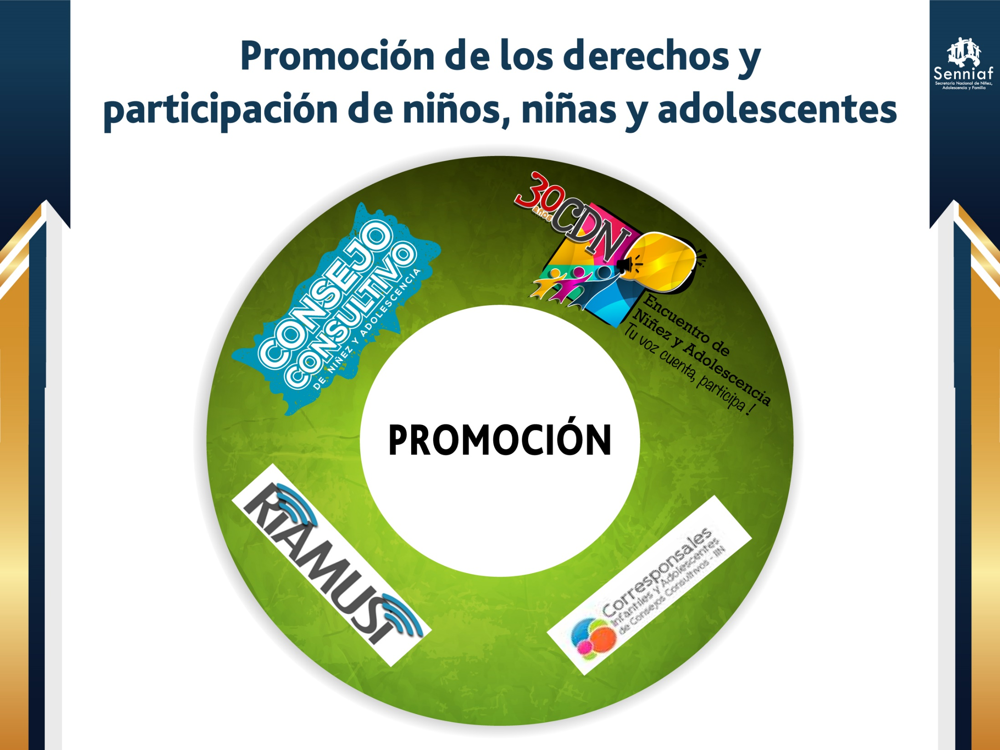 Promoción de los derechos y
participación de niños, niñas y adolescentes
Senniaf
Secretaría Nacional de Niñez,
Adolescencia y Familia
CONSEJO
CONSULTIVO
DE NIÑEZ Y ADOLESCENCIA
30
años
CDN
Encuentro de
Niñez y Adolescencia
Tu voz cuenta, participa !
PROMOCIÓN
RIAMUSI
Corresponsales
Infantiles y Adolescentes
de Consejos Consultivos - IIN